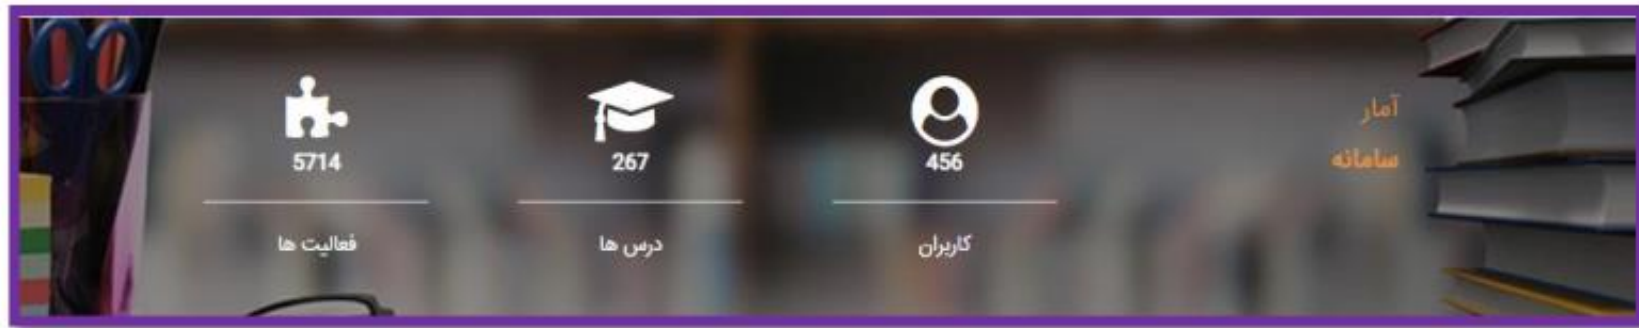 آمار
سامانه
456
کاربران
267
درس ها
5714
فعالیت ها